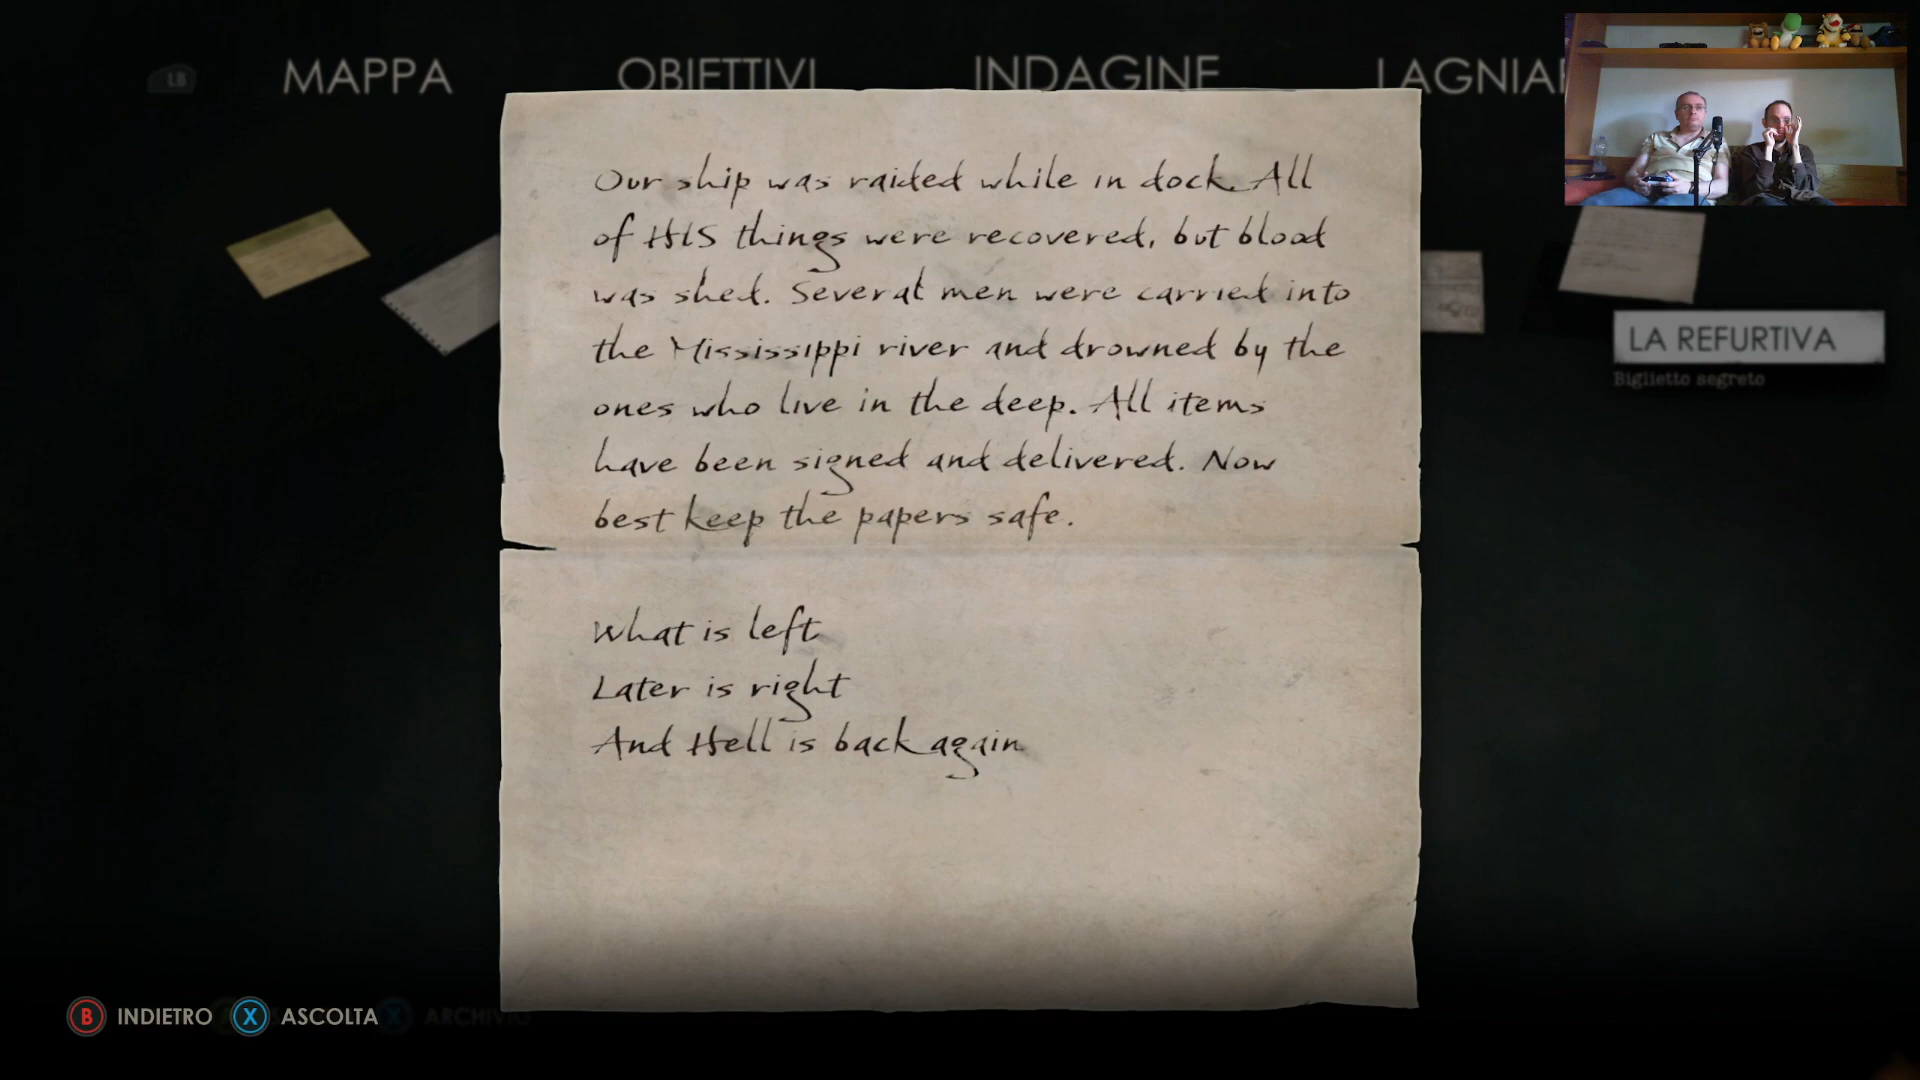 LB
MAPPA
OBIETTIVI
INDAGINE
Our ship was raided while in dock. All
of HIS things were recovered, but blood
was shed. Several men were carried into
the Mississippi river and drowned by the
ones who live in the deep. All items
have been signed and delivered. Now
best keep the papers safe.
What is left
Later is right
And Hell is back again
LA REFURTIVA
Biglietto segreto
B INDIETRO X ASCOLTA X ARCHIVIO